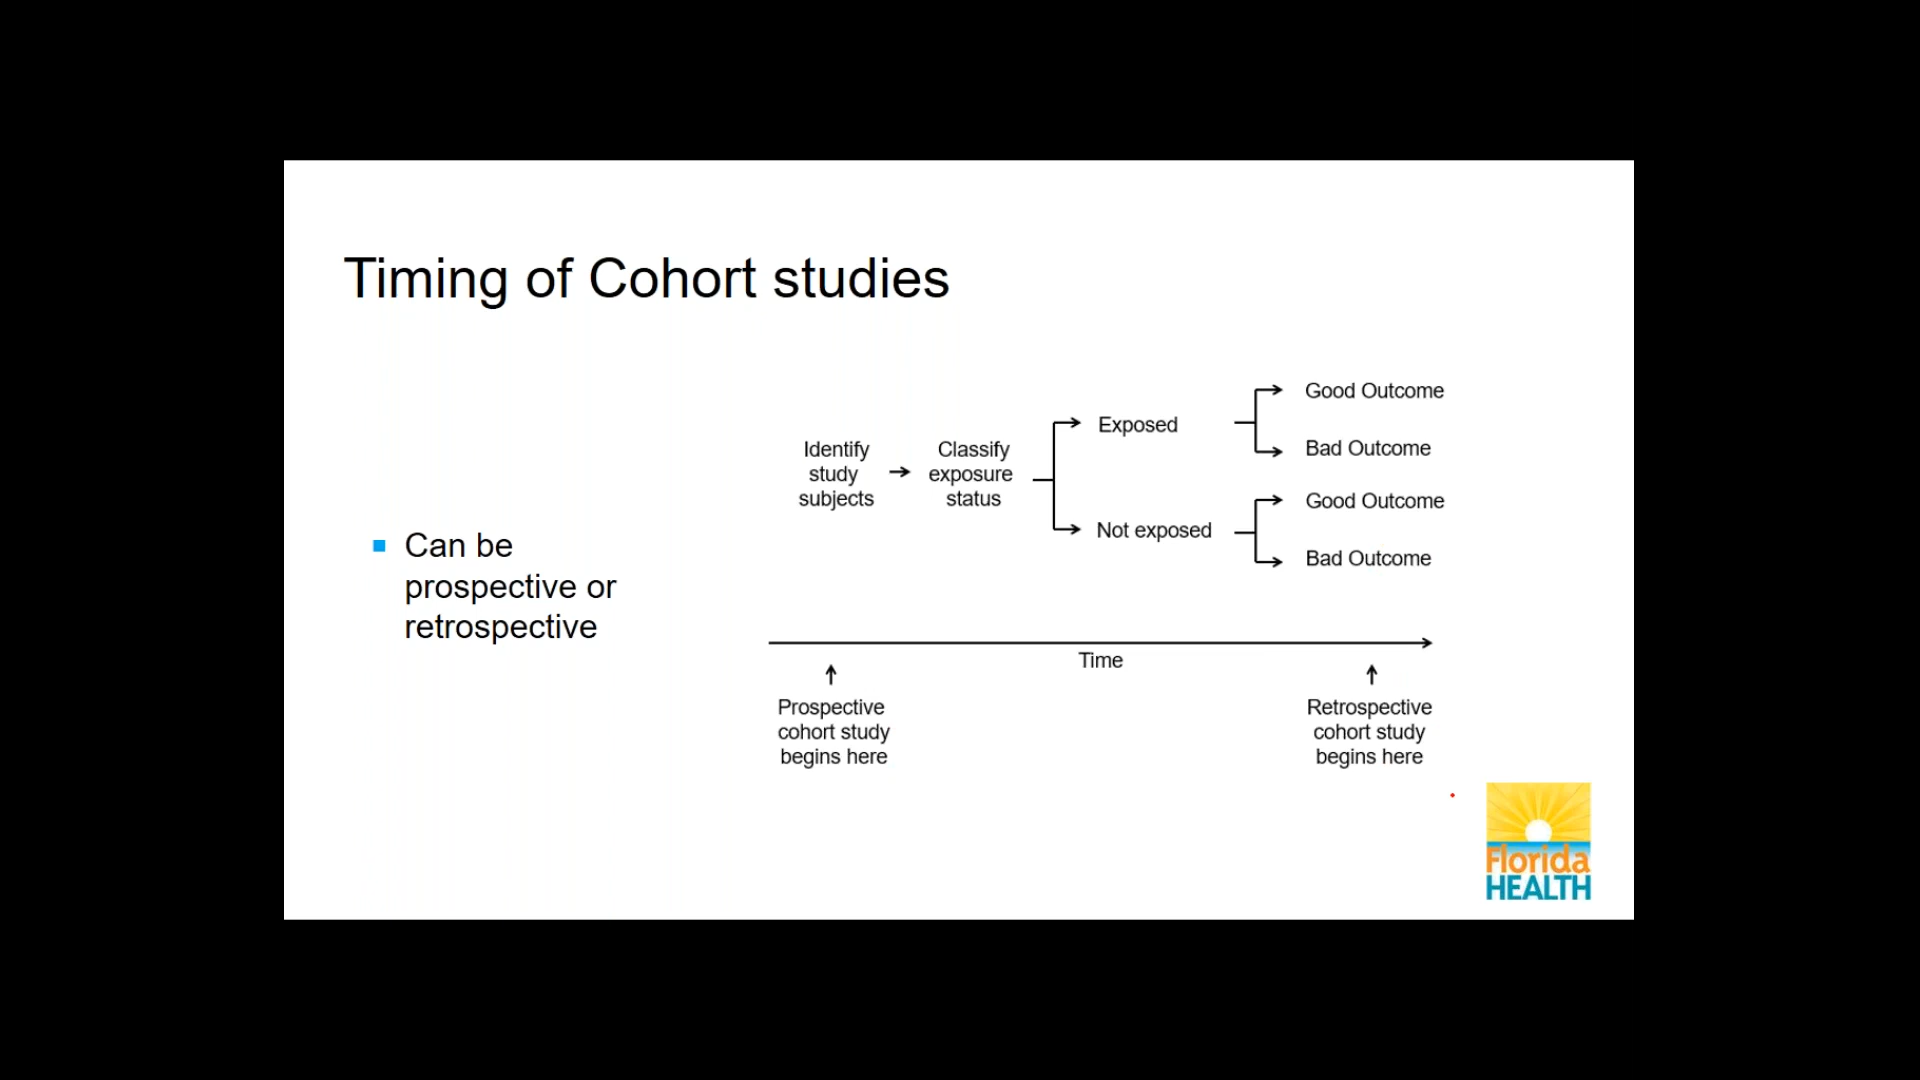 Timing of Cohort studies
Can be
prospective or
retrospective
Identify
study
subjects
Classify
exposure
status
Exposed
Not exposed
Good Outcome
Bad Outcome
Good Outcome
Bad Outcome
Time
Prospective
cohort study
begins here
Retrospective
cohort study
begins here
Florida
HEALTH